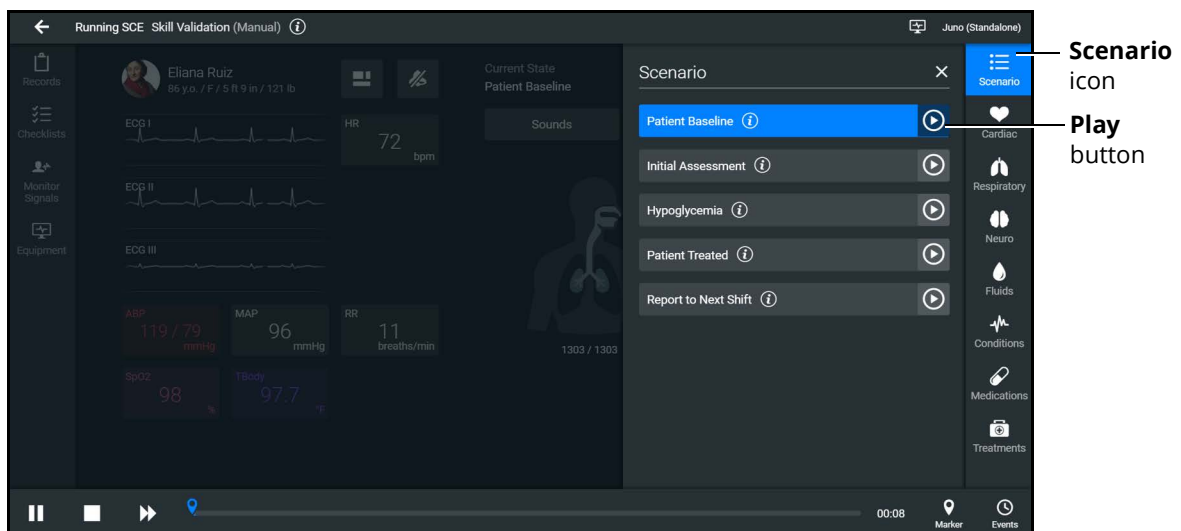 Running SCE Skill Validation (Manual) i
Juno (Standalone)
Records
Checklists
Monitor
Signals
Equipment
Eliana Ruiz
86 y.o. / F / 5 ft 9 in / 121 lb
Current State
Patient Baseline
Sounds
ECG I
HR
72
bpm
ECG II
ECG III
ABP
119 / 79
mmHg
MAP
96
mmHg
RR
11
breaths/min
1303 / 1303
SpO2
98
%
TBody
97.7
°F
Scenario
Patient Baseline i
Initial Assessment i
Hypoglycemia i
Patient Treated i
Report to Next Shift i
Scenario
Cardiac
Respiratory
Neuro
Fluids
Conditions
Medications
Treatments
00:08
Marker
Events
Scenario
icon
Play
button